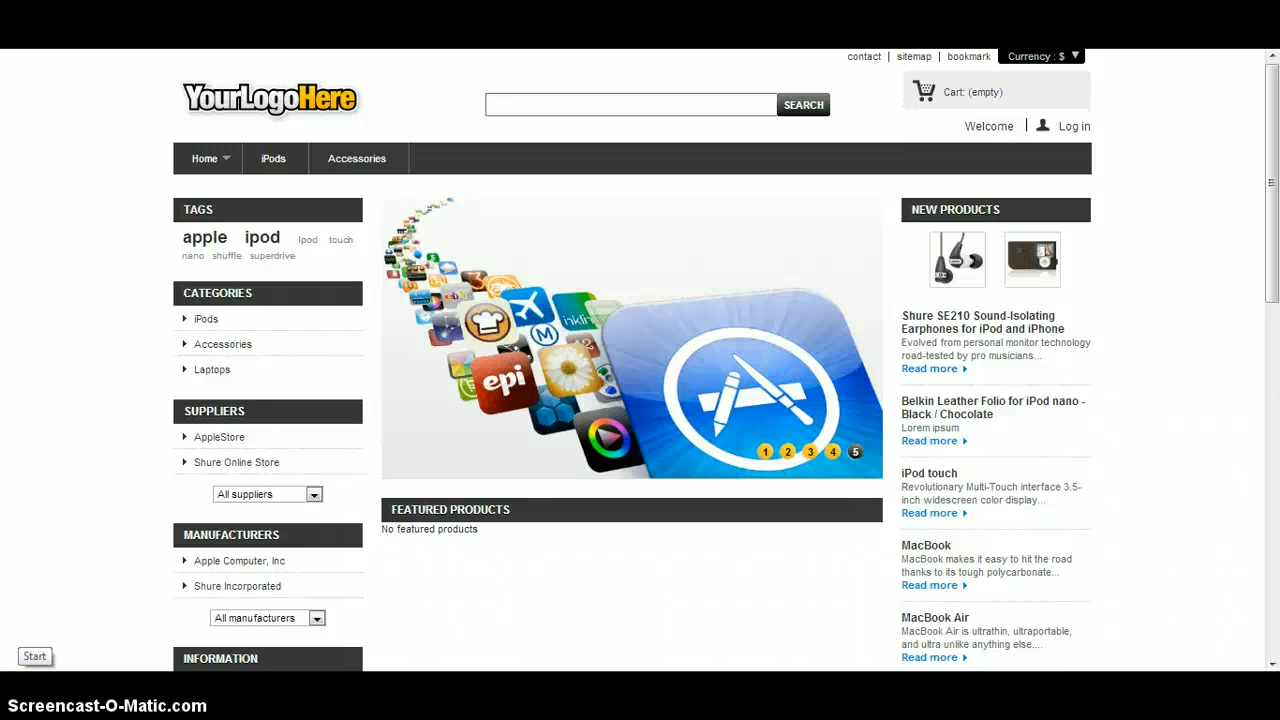 contact | sitemap | bookmark Currency : $
YourLogoHere
SEARCH
Cart: (empty)
Welcome | Log in
Home iPods Accessories
TAGS
apple ipod Ipod touch
nano shuffle superdrive
CATEGORIES
iPods
Accessories
Laptops
SUPPLIERS
AppleStore
Shure Online Store
All suppliers
MANUFACTURERS
Apple Computer, Inc
Shure Incorporated
All manufacturers
INFORMATION
epi
inklin
M
12
1 2 3 4 5
FEATURED PRODUCTS
No featured products
NEW PRODUCTS
Shure SE210 Sound-Isolating
Earphones for iPod and iPhone
Evolved from personal monitor technology
road-tested by pro musicians...
Read more
Belkin Leather Folio for iPod nano -
Black / Chocolate
Lorem ipsum
Read more
iPod touch
Revolutionary Multi-Touch interface 3.5-
inch widescreen color display...
Read more
MacBook
MacBook makes it easy to hit the road
thanks to its tough polycarbonate...
Read more
MacBook Air
MacBook Air is ultrathin, ultraportable,
and ultra unlike anything else....
Read more
Start
Screencast-O-Matic.com